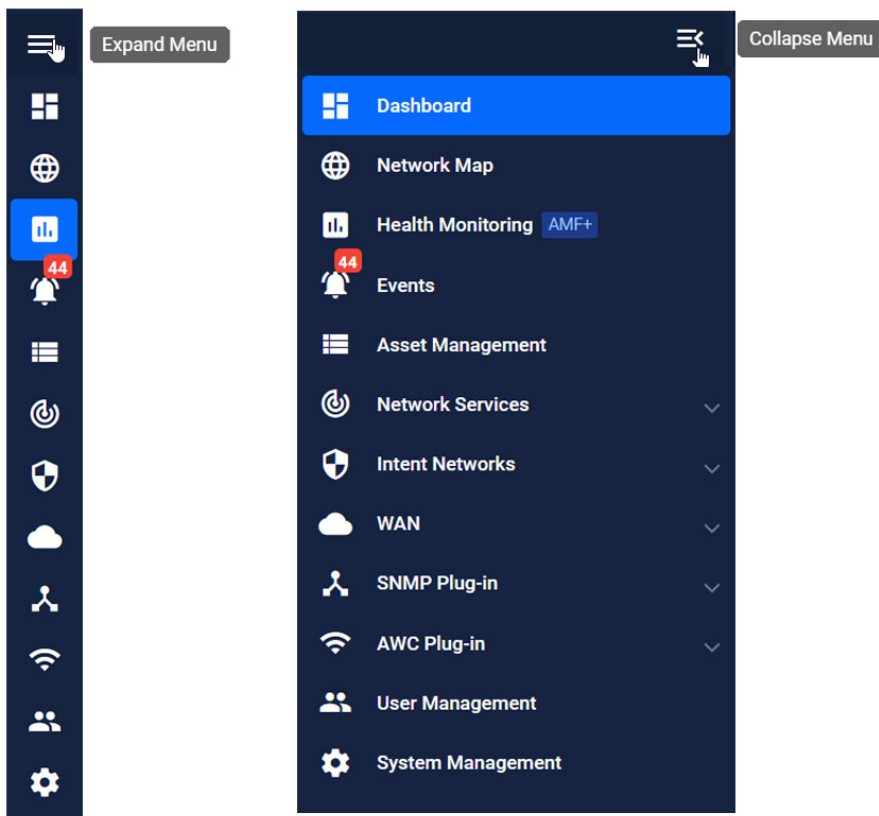 Expand Menu
44
Collapse Menu
Dashboard
Network Map
Health Monitoring AMF+
44
Events
Asset Management
Network Services
Intent Networks
WAN
SNMP Plug-in
AWC Plug-in
User Management
System Management